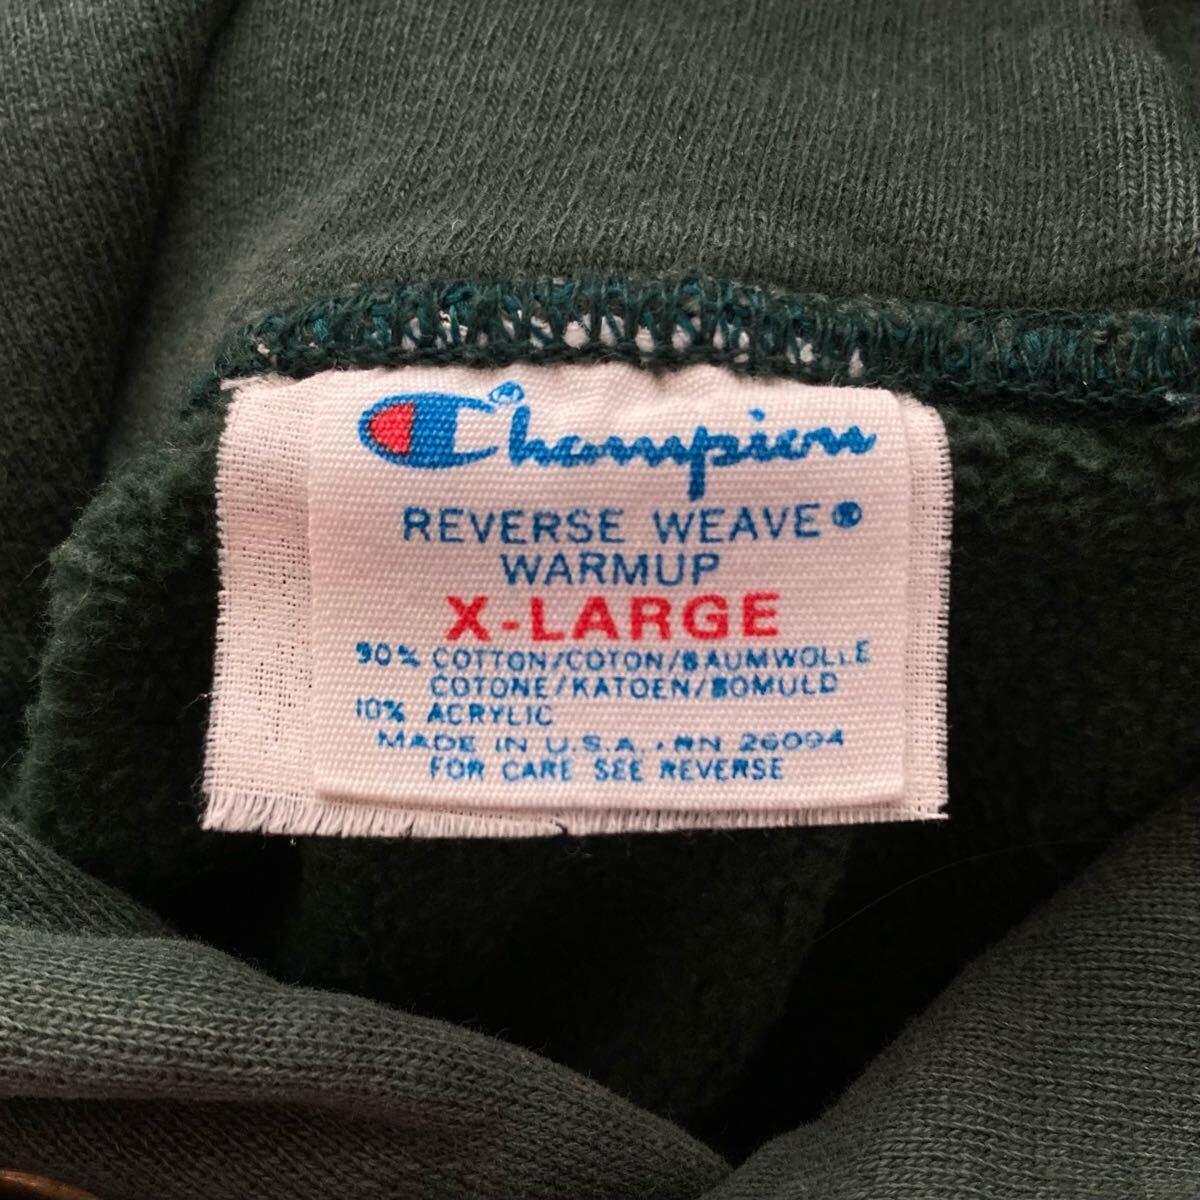 Champion®
REVERSE WEAVE®
WARMUP
X-LARGE
90% COTTON/COTON/BAUMWOLLE
COTONE/KATOEN/BOMULD
10% ACRYLIC
MADE IN U.S.A. • RN 26094
FOR CARE SEE REVERSE